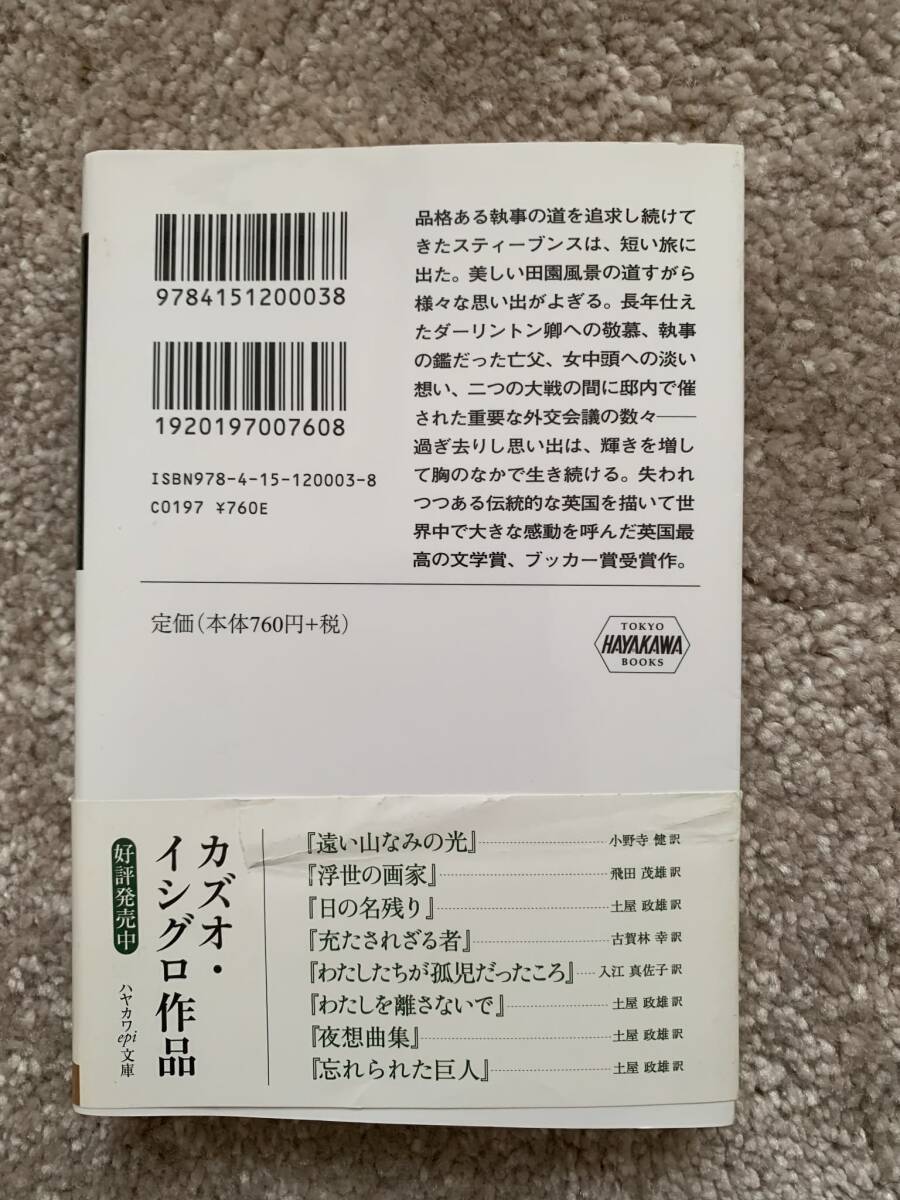 9784151200038
1920197007608
ISBN978-4-15-120003-8
C0197 ¥760E
品格ある執事の道を追求し続けて
きたスティーブンスは、短い旅に
出た。美しい田園風景の道すがら
様々な思い出がよぎる。長年仕え
たダーリントン卿への敬慕、執事
の鑑だった亡父、女中頭への淡い
想い、二つの大戦の間に邸内で催
された重要な外交会議の数々――
過ぎ去りし思い出は、輝きを増し
て胸のなかで生き続ける。失われ
つつある伝統的な英国を描いて世
界中で大きな感動を呼んだ英国最
高の文学賞、ブッカー賞受賞作。
定価(本体760円+税)
TOKYO
HAYAKAWA
BOOKS
カズオ・
イシグロ作品
好評発売中
ハヤカワepi文庫
『遠い山なみの光』 小野寺 健 訳
『浮世の画家』 飛田 茂雄 訳
『日の名残り』 土屋 政雄 訳
『充たされざる者』 古賀林 幸 訳
『わたしたちが孤児だったころ』 入江 真佐子 訳
『わたしを離さないで』 土屋 政雄 訳
『夜想曲集』 土屋 政雄 訳
『忘れられた巨人』 土屋 政雄 訳